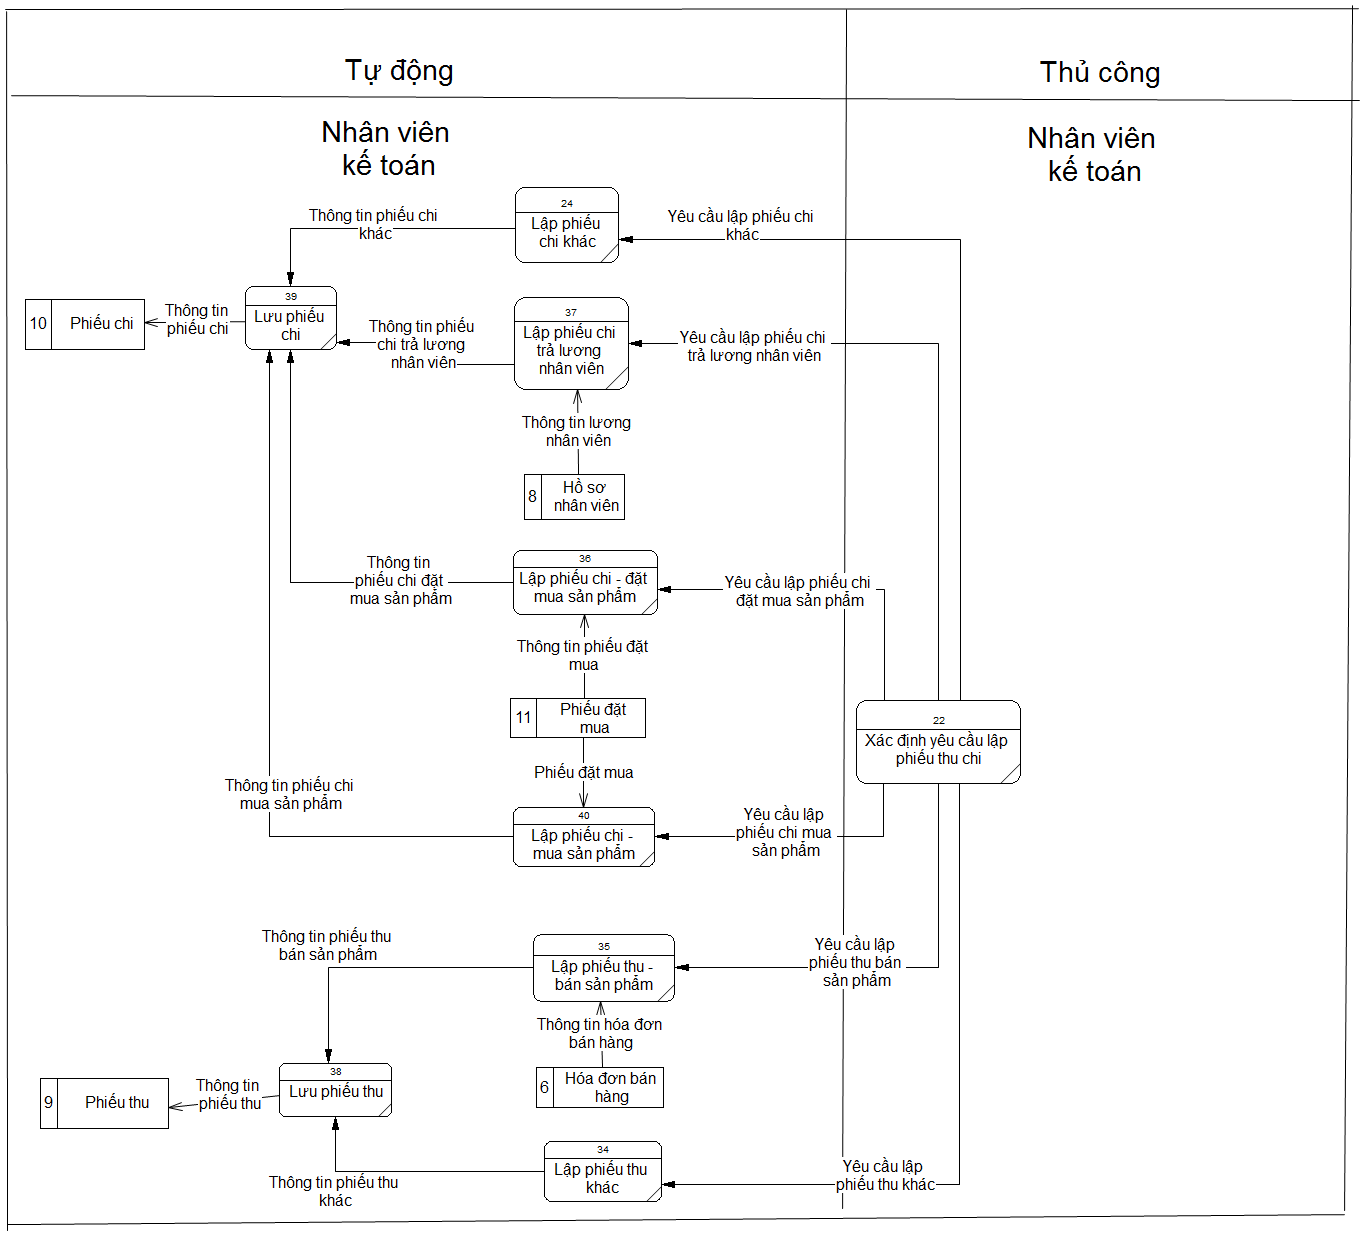 Tự động
Thủ công
Nhân viên
kế toán
Nhân viên
kế toán
24
Lập phiếu
chi khác
Thông tin phiếu chi
khác
Yêu cầu lập phiếu chi
khác
39
Lưu phiếu
chi
10
Phiếu chi
Thông tin
phiếu chi
37
Lập phiếu chi
trả lương
nhân viên
Thông tin phiếu
chi trả lương
nhân viên
Yêu cầu lập phiếu chi
trả lương nhân viên
Thông tin lương
nhân viên
8
Hồ sơ
nhân viên
36
Lập phiếu chi - đặt
mua sản phẩm
Thông tin
phiếu chi đặt
mua sản phẩm
Yêu cầu lập phiếu chi
đặt mua sản phẩm
Thông tin phiếu đặt
mua
11
Phiếu đặt
mua
22
Xác định yêu cầu lập
phiếu thu chi
Phiếu đặt mua
Thông tin phiếu chi
mua sản phẩm
40
Lập phiếu chi -
mua sản phẩm
Yêu cầu lập
phiếu chi mua
sản phẩm
Thông tin phiếu thu
bán sản phẩm
35
Lập phiếu thu -
bán sản phẩm
Yêu cầu lập
phiếu thu bán
sản phẩm
Thông tin hóa đơn
bán hàng
6
Hóa đơn bán
hàng
38
Lưu phiếu thu
Thông tin
phiếu thu
9
Phiếu thu
34
Lập phiếu thu
khác
Thông tin phiếu thu
khác
Yêu cầu lập
phiếu thu khác